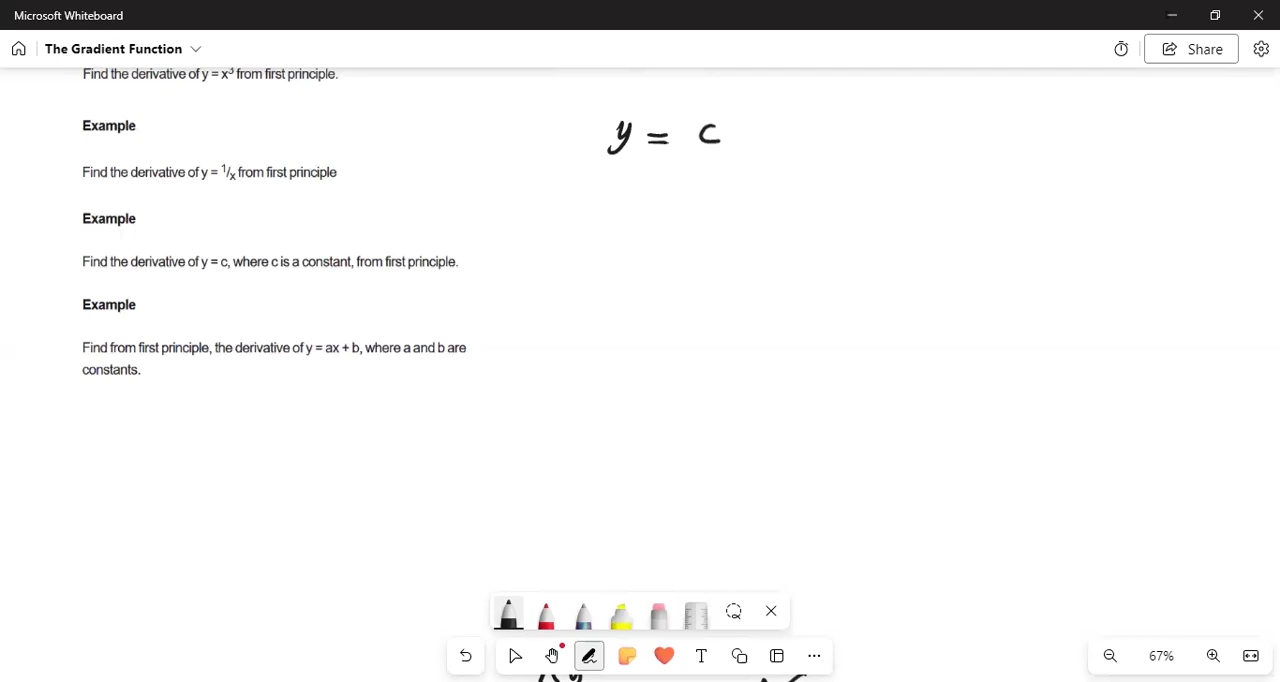 Microsoft Whiteboard
The Gradient Function
Share
Find the derivative of y = x³ from first principle.
Example
y = c
Find the derivative of y = ¹/ₓ from first principle
Example
Find the derivative of y = c, where c is a constant, from first principle.
Example
Find from first principle, the derivative of y = ax + b, where a and b are
constants.
T
67%